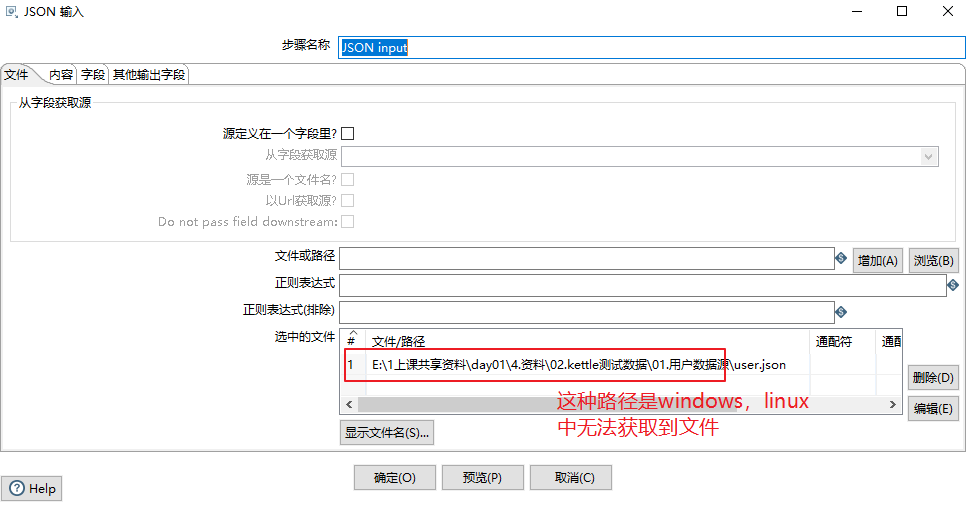 JSON 输入
步骤名称 JSON input
文件 内容 字段 其他输出字段
从字段获取源
源定义在一个字段里?
从字段获取源
源是一个文件名?
以Url获取源?
Do not pass field downstream:
文件或路径 增加(A) 浏览(B)
正则表达式
正则表达式(排除)
选中的文件 # 文件/路径 通配符 通配
1 E:\1上课共享资料\day01\4.资料\02.kettle测试数据\01.用户数据源\user.json
删除(D)
编辑(E)
这种路径是windows，linux
中无法获取到文件
显示文件名(S)...
确定(O) 预览(P) 取消(C)
Help